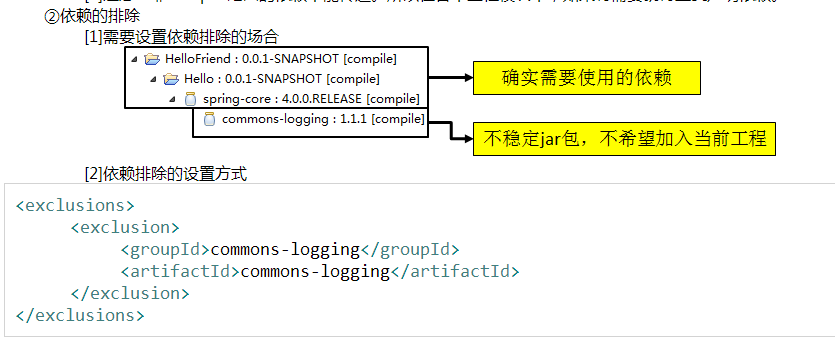 ②依赖的排除
[1]需要设置依赖排除的场合
HelloFriend : 0.0.1-SNAPSHOT [compile]
Hello : 0.0.1-SNAPSHOT [compile]
确实需要使用的依赖
spring-core : 4.0.0.RELEASE [compile]
commons-logging : 1.1.1 [compile]
不稳定jar包，不希望加入当前工程
[2]依赖排除的设置方式
<exclusions>
<exclusion>
<groupId>commons-logging</groupId>
<artifactId>commons-logging</artifactId>
</exclusion>
</exclusions>